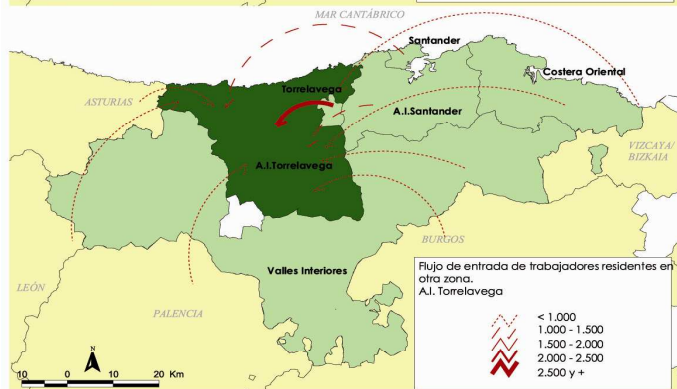 MAR CANTÁBRICO
Santander
Costera Oriental
Torrelavega
ASTURIAS
A.I.Santander
VIZCAYA/
BIZKAIA
A.I.Torrelavega
BURGOS
Valles Interiores
LEÓN
PALENCIA
Flujo de entrada de trabajadores residentes en
otra zona.
A.I. Torrelavega
< 1.000
1.000 - 1.500
1.500 - 2.000
2.000 - 2.500
2.500 y +
N
10 0 10 20 Km